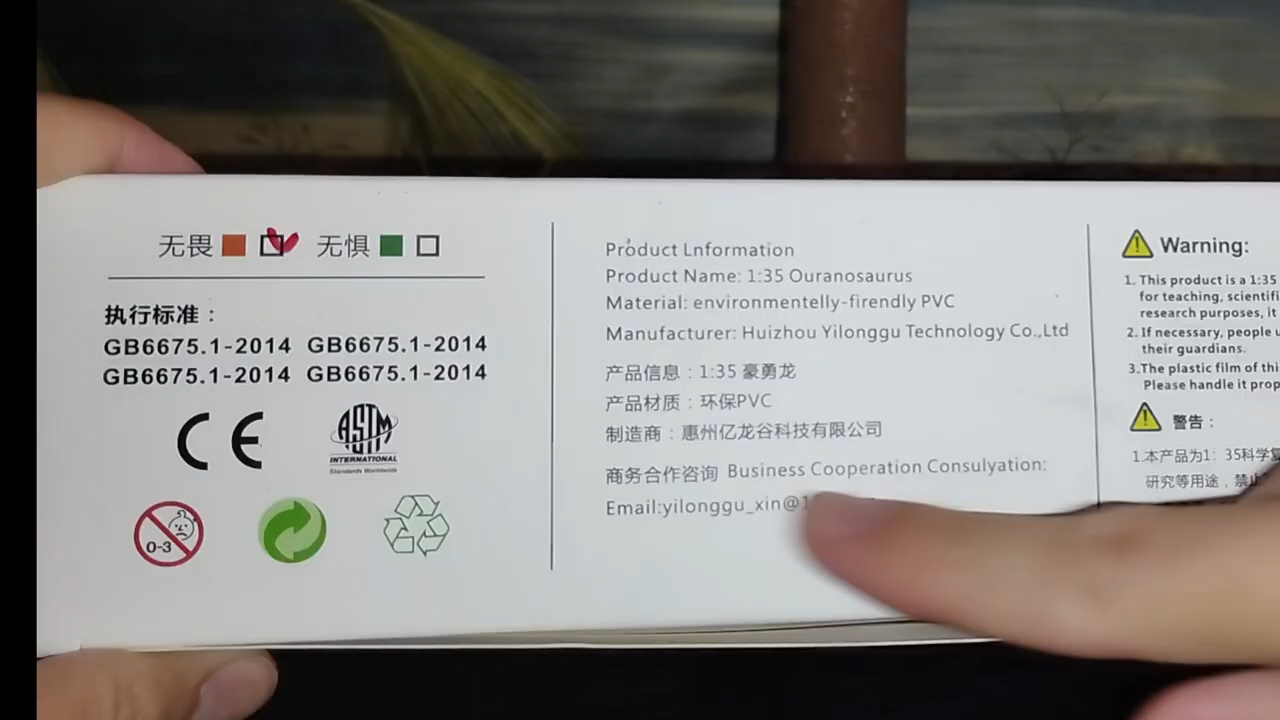 无畏 无惧
执行标准：
GB6675.1-2014 GB6675.1-2014
GB6675.1-2014 GB6675.1-2014
CE
ASTM
INTERNATIONAL
Standards Worldwide
0-3
Product Lnformation
Product Name: 1:35 Ouranosaurus
Material: environmentelly-firendly PVC
Manufacturer: Huizhou Yilonggu Technology Co.,Ltd
产品信息：1:35 豪勇龙
产品材质：环保PVC
制造商：惠州亿龙谷科技有限公司
商务合作咨询 Business Cooperation Consulyation:
Email:yilonggu_xin@1
Warning:
1. This product is a 1:35
for teaching, scientifi
research purposes, it
2. If necessary, people u
their guardians.
3.The plastic film of thi
Please handle it prop
警告：
1.本产品为1：35科学
研究等用途，禁止